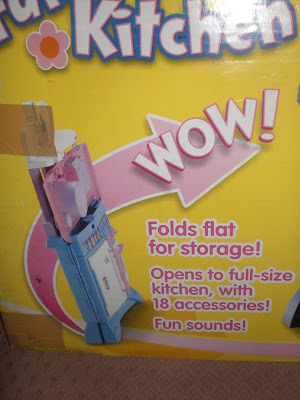 Kitchen
WOW!
Folds flat
for storage!
Opens to full-size
kitchen, with
18 accessories!
Fun sounds!